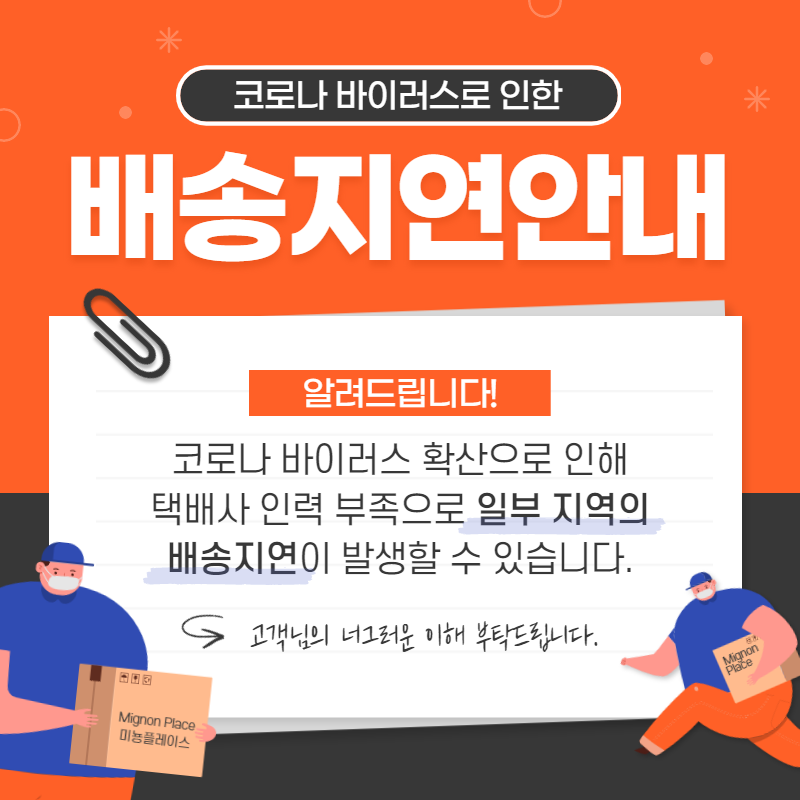 코로나 바이러스로 인한
배송지연안내
알려드립니다!
코로나 바이러스 확산으로 인해
택배사 인력 부족으로 일부 지역의
배송지연이 발생할 수 있습니다.
고객님의 너그러운 이해 부탁드립니다.
Mignon Place
미뇽플레이스
Mignon
Place